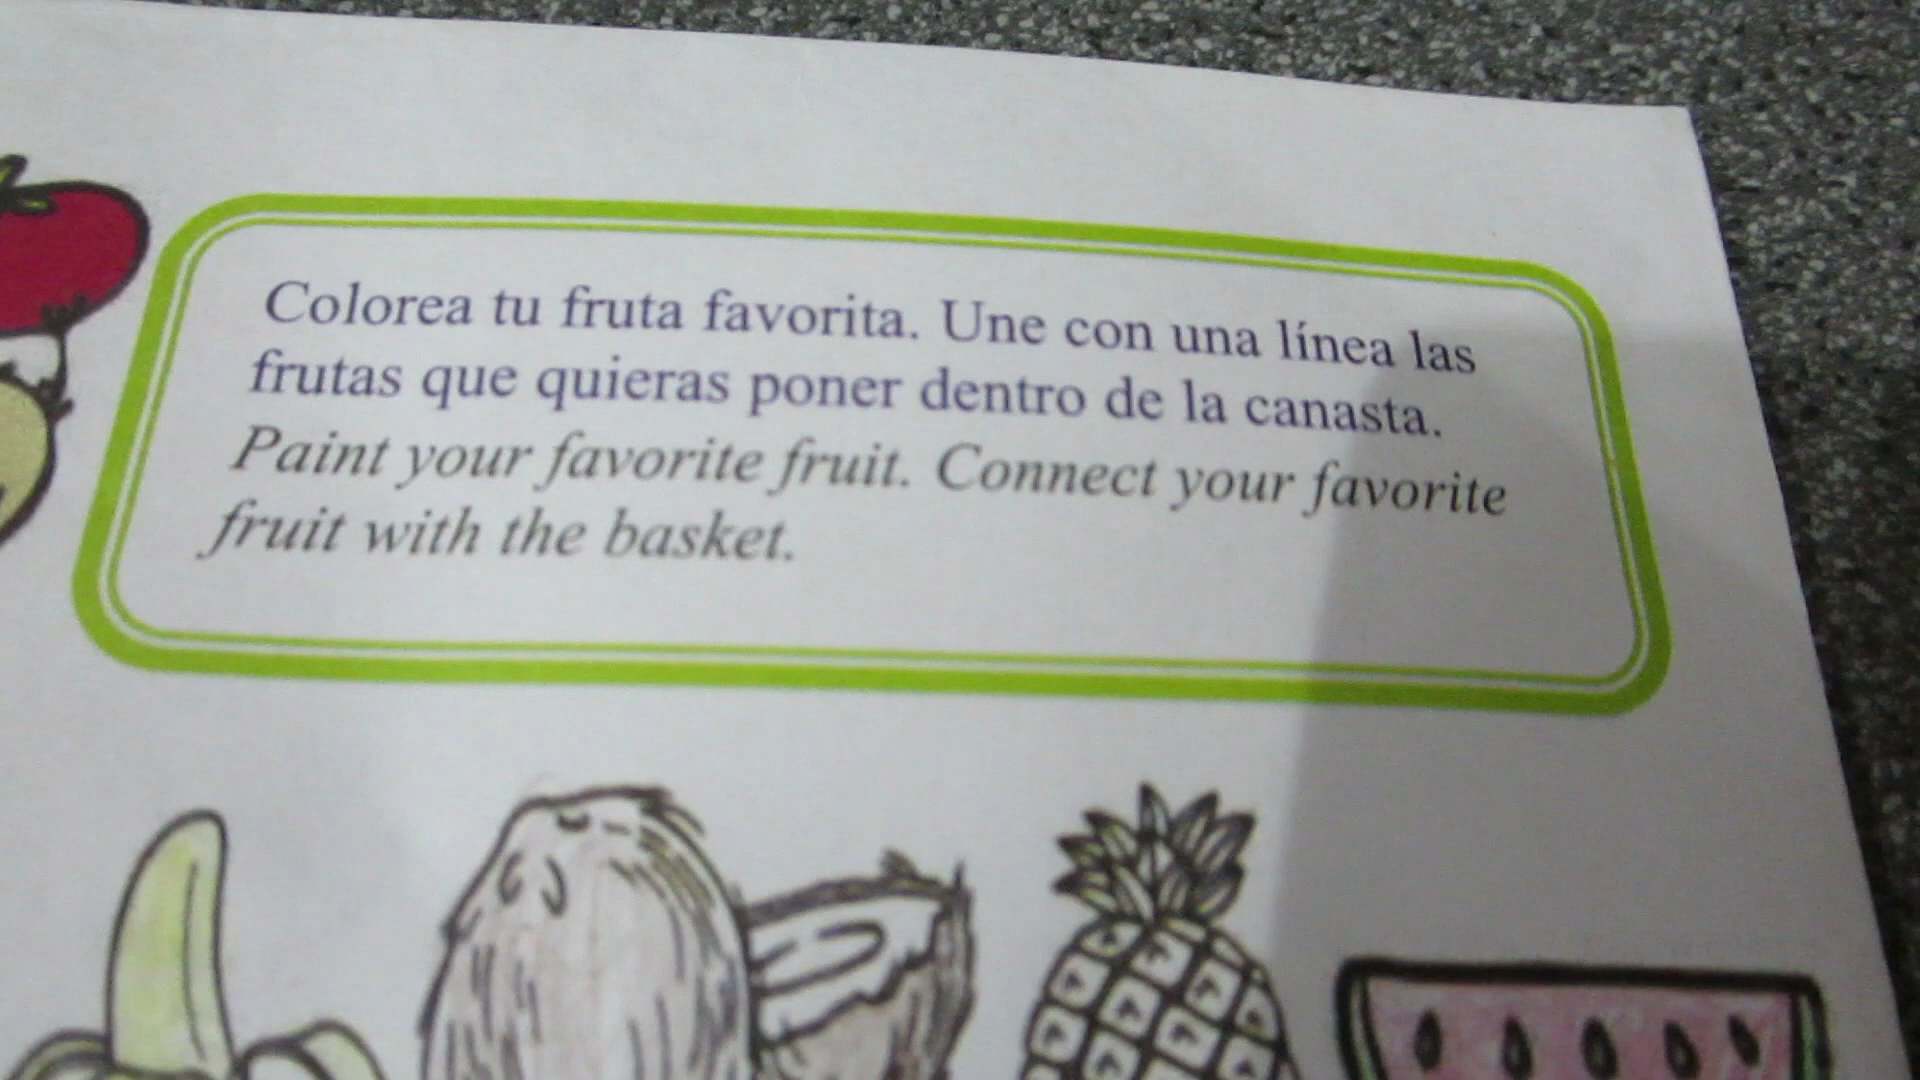 Colorea tu fruta favorita. Une con una línea las
frutas que quieras poner dentro de la canasta.
Paint your favorite fruit. Connect your favorite
fruit with the basket.